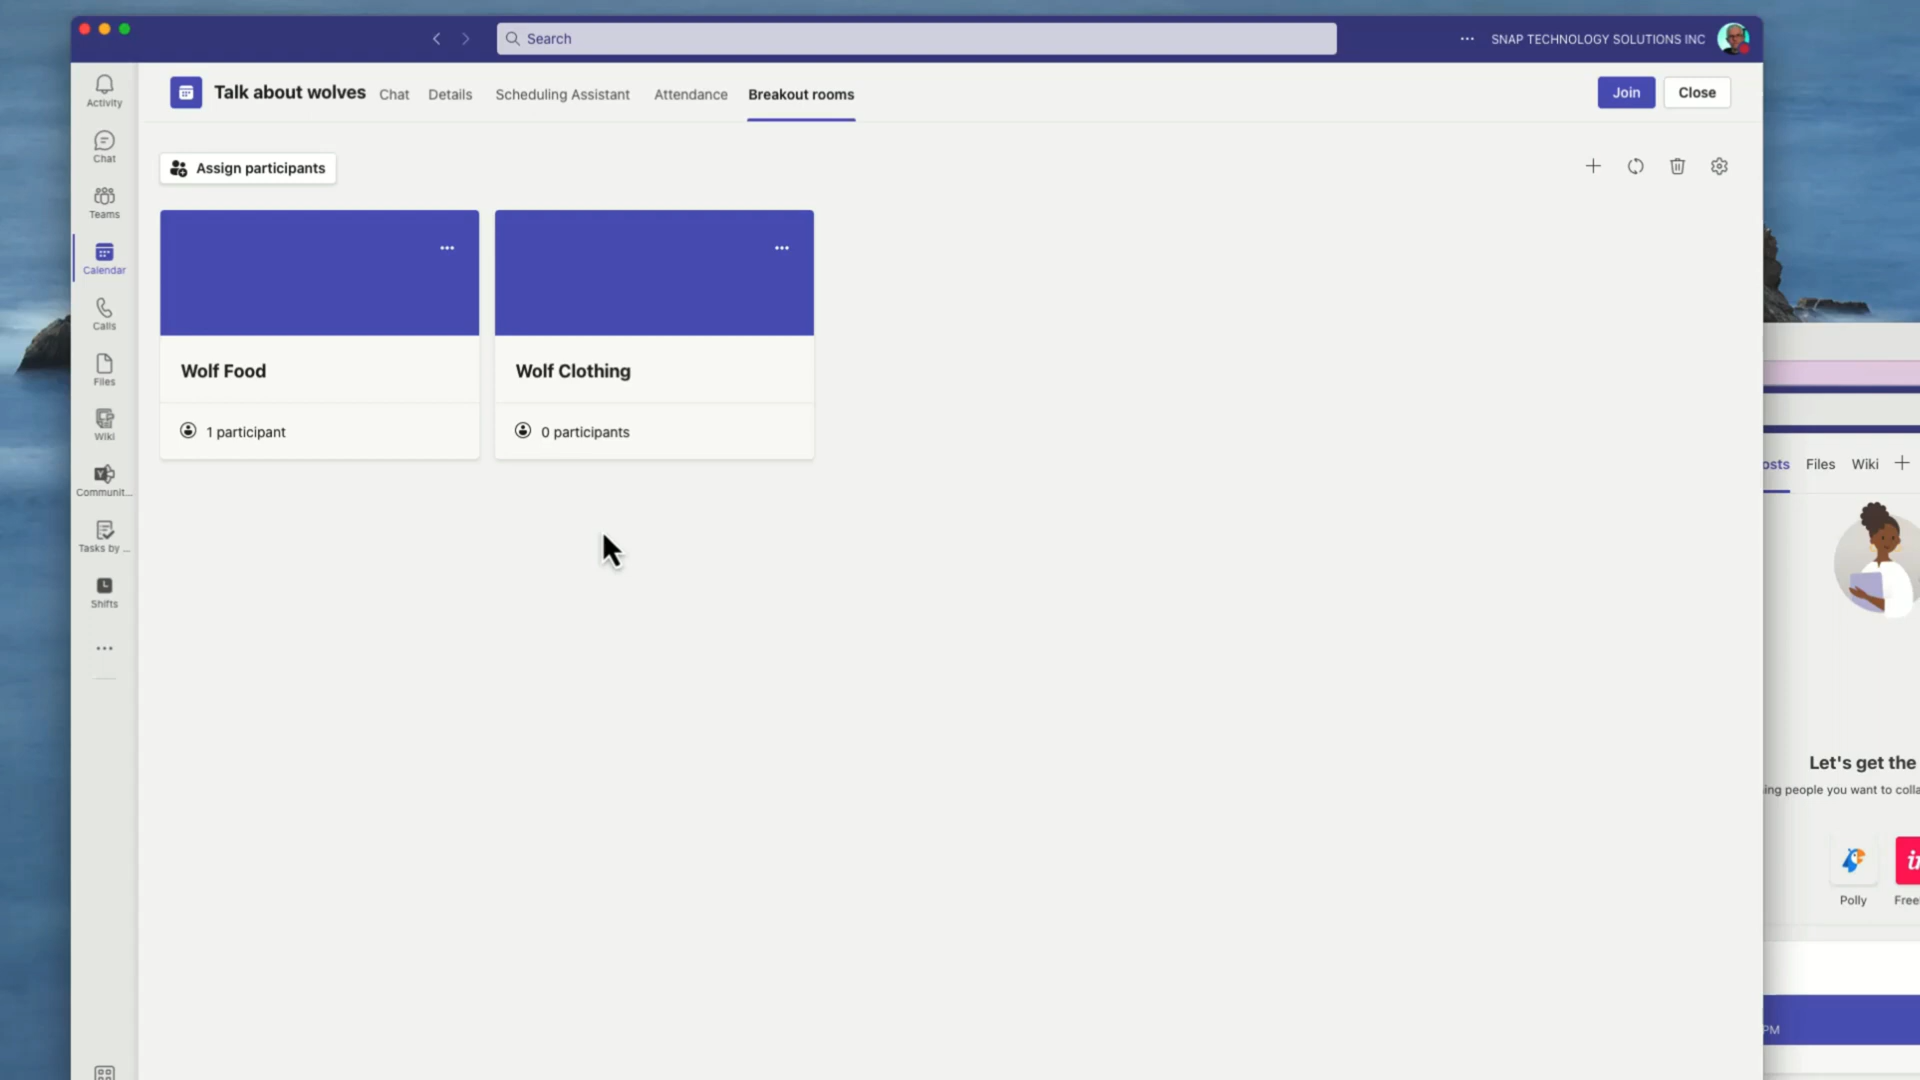 Search
SNAP TECHNOLOGY SOLUTIONS INC
Activity
Chat
Teams
Calendar
Calls
Files
Wiki
Communit...
Tasks by ...
Shifts
Talk about wolves
Chat
Details
Scheduling Assistant
Attendance
Breakout rooms
Join
Close
Assign participants
Wolf Food
1 participant
Wolf Clothing
0 participants
osts
Files
Wiki
Let's get the
ing people you want to colla
Polly
Free
PM